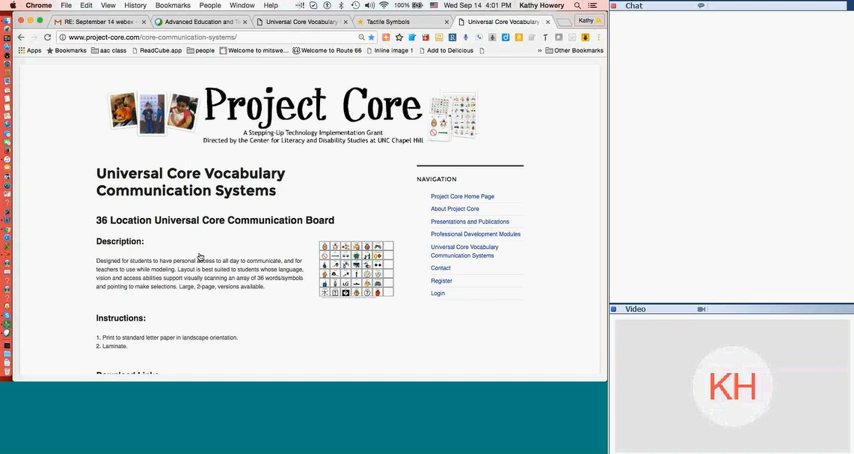 Chrome File Edit View History Bookmarks People Window Help 100% Wed Sep 14 4:01 PM Kathy Howery
RE: September 14 webex Advanced Education and Te Universal Core Vocabulary Tactile Symbols Universal Core Vocabulary Kathy
www.project-core.com/core-communication-systems/
Apps Bookmarks aac class ReadCube.app people Welcome to mitswe... Welcome to Route 66 Inline image 1 Add to Delicious Other Bookmarks
Project Core
A Stepping-Up Technology Implementation Grant
Directed by the Center for Literacy and Disability Studies at UNC Chapel Hill
Universal Core Vocabulary
Communication Systems
36 Location Universal Core Communication Board
Description:
Designed for students to have personal access to all day to communicate, and for
teachers to use while modeling. Layout is best suited to students whose language,
vision and access abilities support visually scanning an array of 36 words/symbols
and pointing to make selections. Large, 2-page, versions available.
Instructions:
1. Print to standard letter paper in landscape orientation.
2. Laminate.
Download Links
NAVIGATION
Project Core Home Page
About Project Core
Presentations and Publications
Professional Development Modules
Universal Core Vocabulary
Communication Systems
Contact
Register
Login
Chat
Video
KH